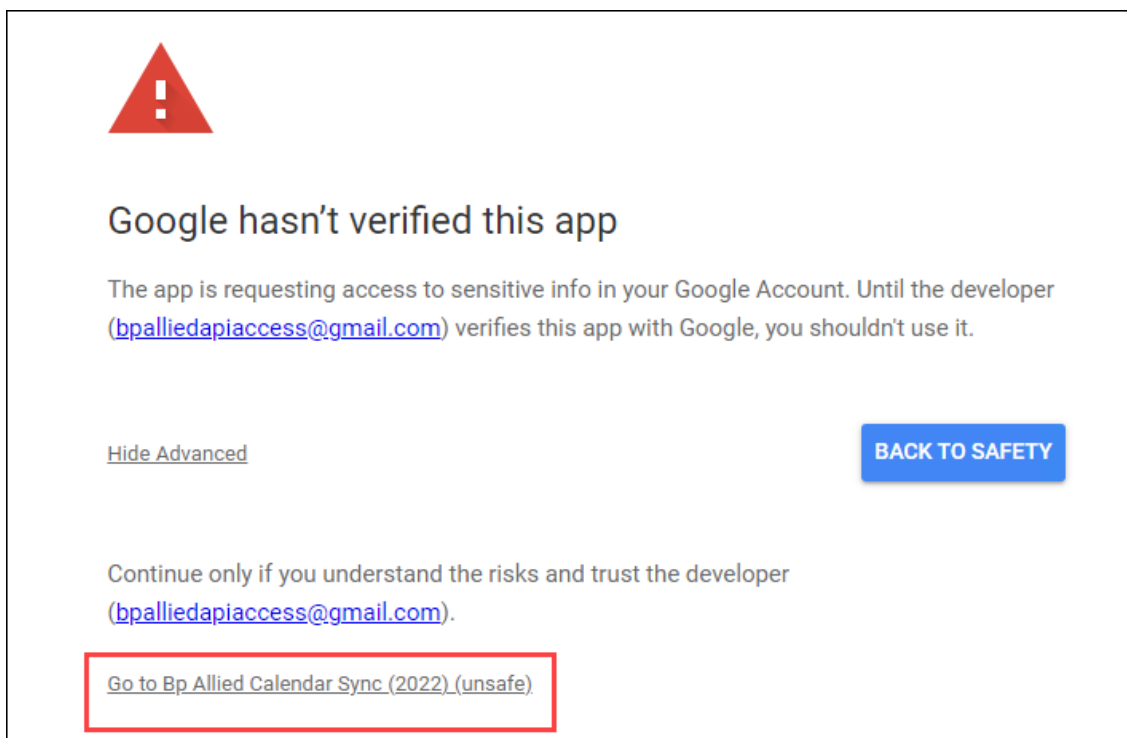 Google hasn’t verified this app
The app is requesting access to sensitive info in your Google Account. Until the developer
(bpalliedapiaccess@gmail.com) verifies this app with Google, you shouldn't use it.
Hide Advanced
BACK TO SAFETY
Continue only if you understand the risks and trust the developer
(bpalliedapiaccess@gmail.com).
Go to Bp Allied Calendar Sync (2022) (unsafe)